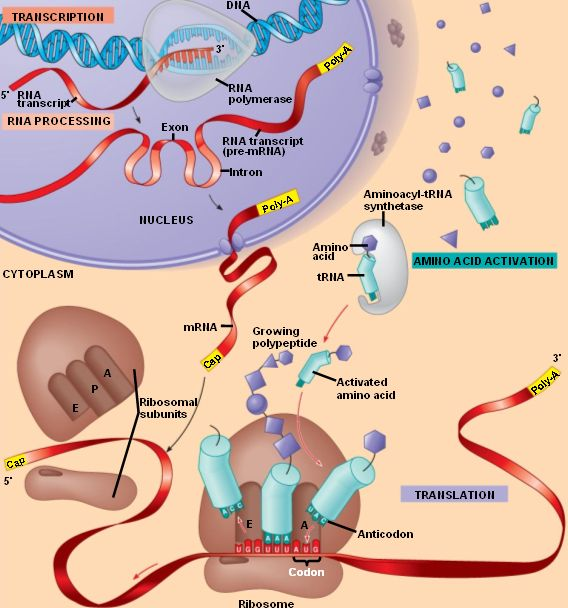 DNA
TRANSCRIPTION
3'
Poly-A
5'
RNA
transcript
RNA
polymerase
RNA PROCESSING
Exon
RNA transcript
(pre-mRNA)
Intron
Poly-A
NUCLEUS
Aminoacyl-tRNA
synthetase
Amino
acid
tRNA
AMINO ACID ACTIVATION
CYTOPLASM
mRNA
Growing
polypeptide
Cap
Activated
amino acid
3'
Poly-A
A
P
E
Ribosomal
subunits
Cap
5'
TRANSLATION
A C C
U A C
E
A
Anticodon
A A A
U G G U U U A U G
Codon
Ribosome